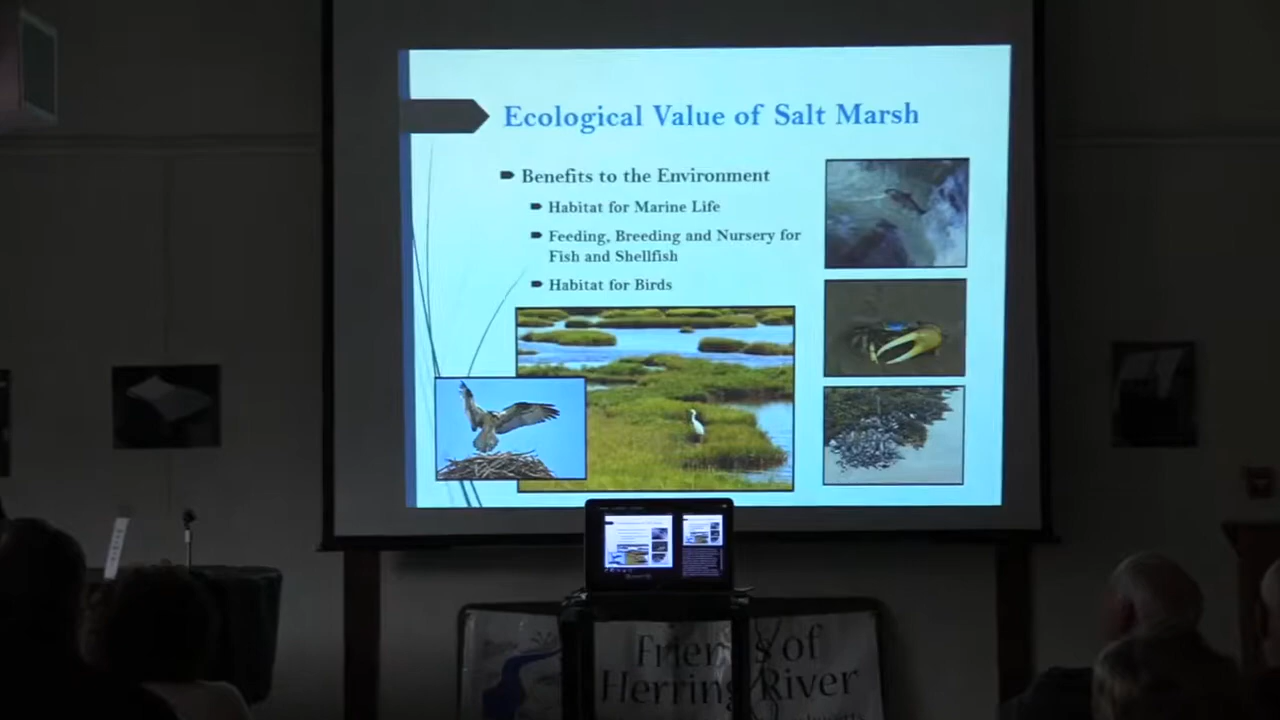 Ecological Value of Salt Marsh
Benefits to the Environment
Habitat for Marine Life
Feeding, Breeding and Nursery for
Fish and Shellfish
Habitat for Birds
Friends of
Herring River